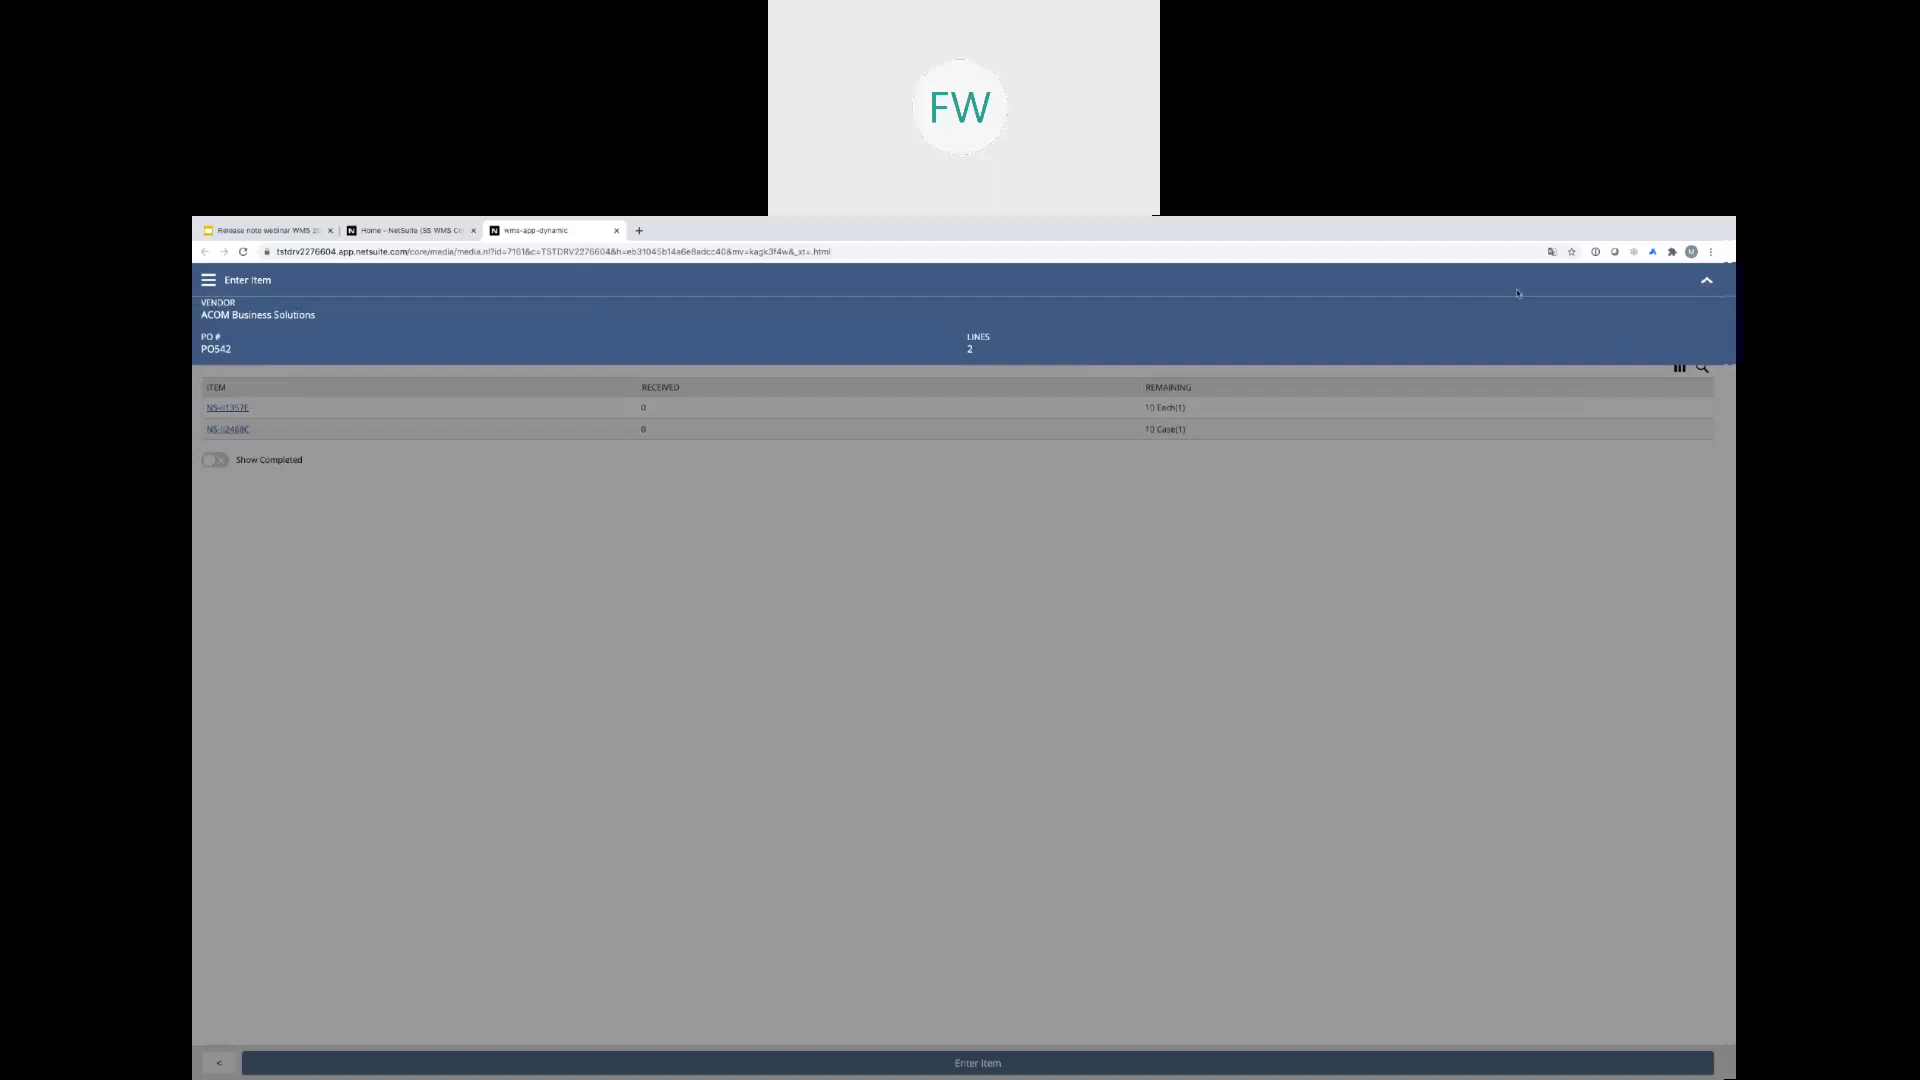 FW
Release note webinar WMS 20
Home - NetSuite (SS WMS Co
wms-app-dynamic
tstdrv2276604.app.netsuite.com/core/media/media.nl?id=7161&c=TSTDRV2276604&h=eb31045b14a6e8adcc40&mv=kagk3f4w&_xt=.html
M
Enter Item
VENDOR
ACOM Business Solutions
PO # LINES
PO542 2
ITEM RECEIVED REMAINING
NS-II1357E 0 10 Each(1)
NS-II2468C 0 10 Case(1)
Show Completed
< Enter Item